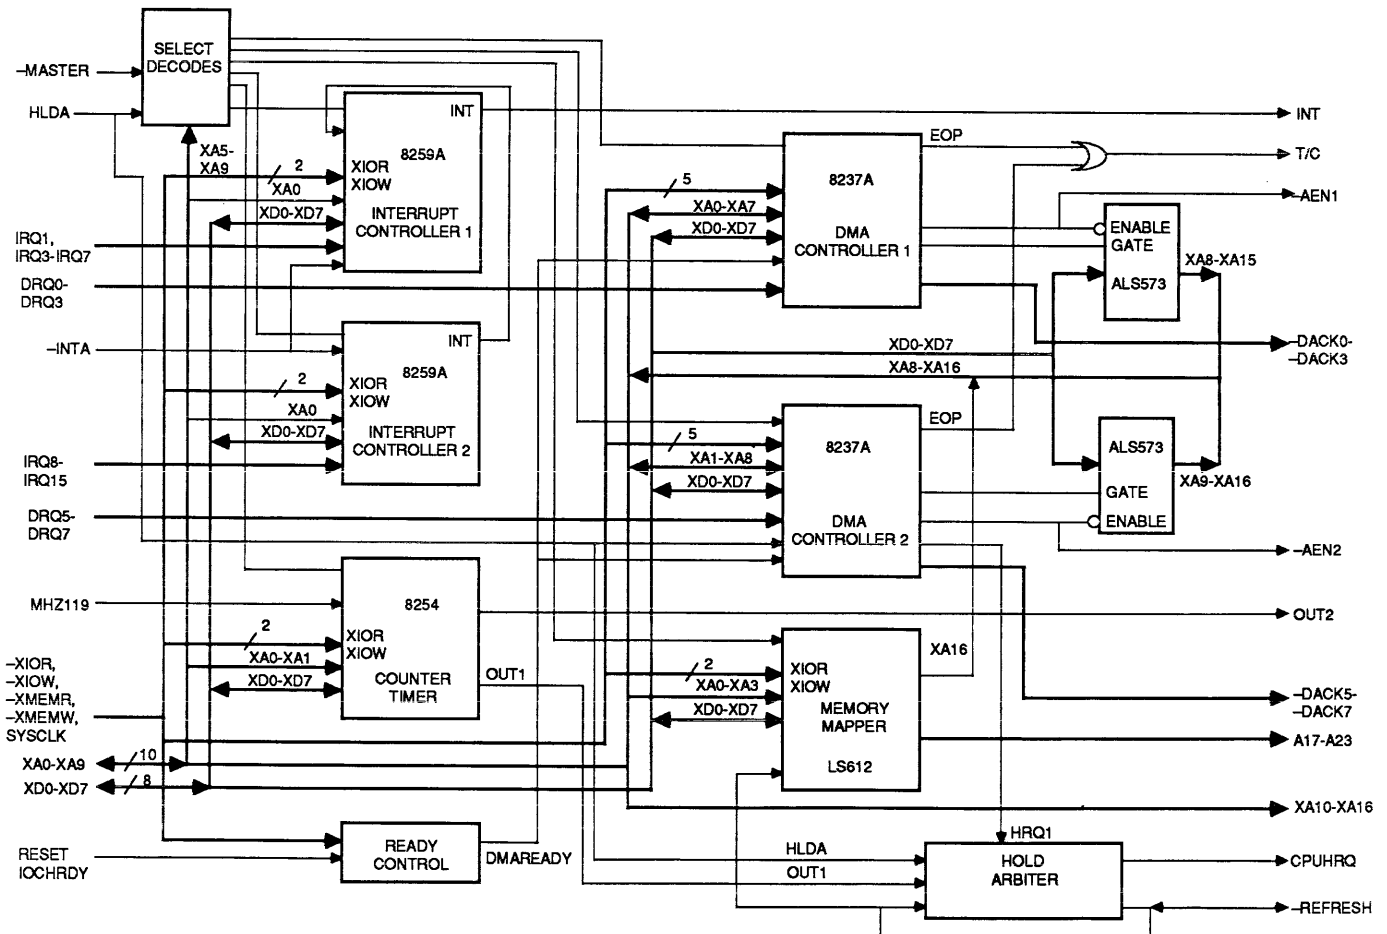 SELECT
DECODES
–MASTER
HLDA
XA5-
XA9
2
XIOR
XIOW
XA0
XD0-XD7
INT
8259A
INTERRUPT
CONTROLLER 1
IRQ1,
IRQ3-IRQ7
DRQ0-
DRQ3
–INTA
INT
8259A
2
XIOR
XIOW
XA0
XD0-XD7
INTERRUPT
CONTROLLER 2
IRQ8-
IRQ15
DRQ5-
DRQ7
MHZ119
8254
2
XIOR
XIOW
XA0-XA1
XD0-XD7
COUNTER
TIMER
OUT1
–XIOR,
–XIOW,
–XMEMR,
–XMEMW,
SYSCLK
XA0-XA9
10
XD0-XD7
8
RESET
IOCHRDY
READY
CONTROL
DMAREADY
5
XA0-XA7
XD0-XD7
8237A
DMA
CONTROLLER 1
EOP
INT
T/C
–AEN1
ENABLE
GATE
ALS573
XA8-XA15
XD0-XD7
XA8-XA16
–DACK0-
–DACK3
5
XA1-XA8
XD0-XD7
8237A
DMA
CONTROLLER 2
EOP
ALS573
GATE
ENABLE
XA9-XA16
–AEN2
OUT2
2
XA0-XA3
XD0-XD7
XIOR
XIOW
MEMORY
MAPPER
LS612
XA16
–DACK5-
–DACK7
A17-A23
XA10-XA16
HRQ1
HLDA
OUT1
HOLD
ARBITER
CPUHRQ
–REFRESH